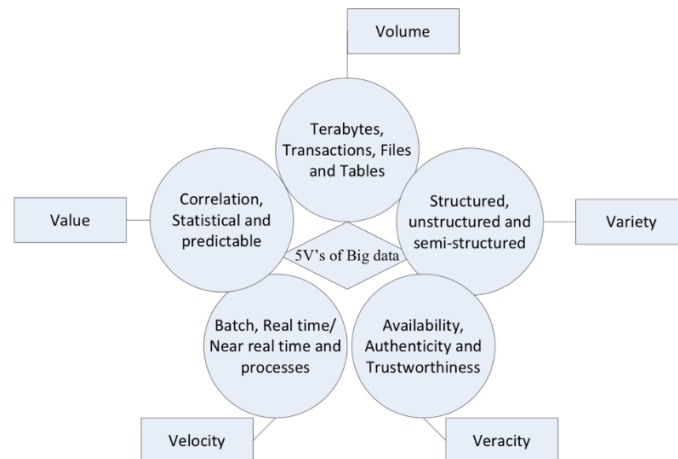 Volume
Terabytes,
Transactions, Files
and Tables
Value
Correlation,
Statistical and
predictable
Structured,
unstructured and
semi-structured
Variety
5V's of Big data
Batch, Real time/
Near real time and
processes
Availability,
Authenticity and
Trustworthiness
Velocity
Veracity